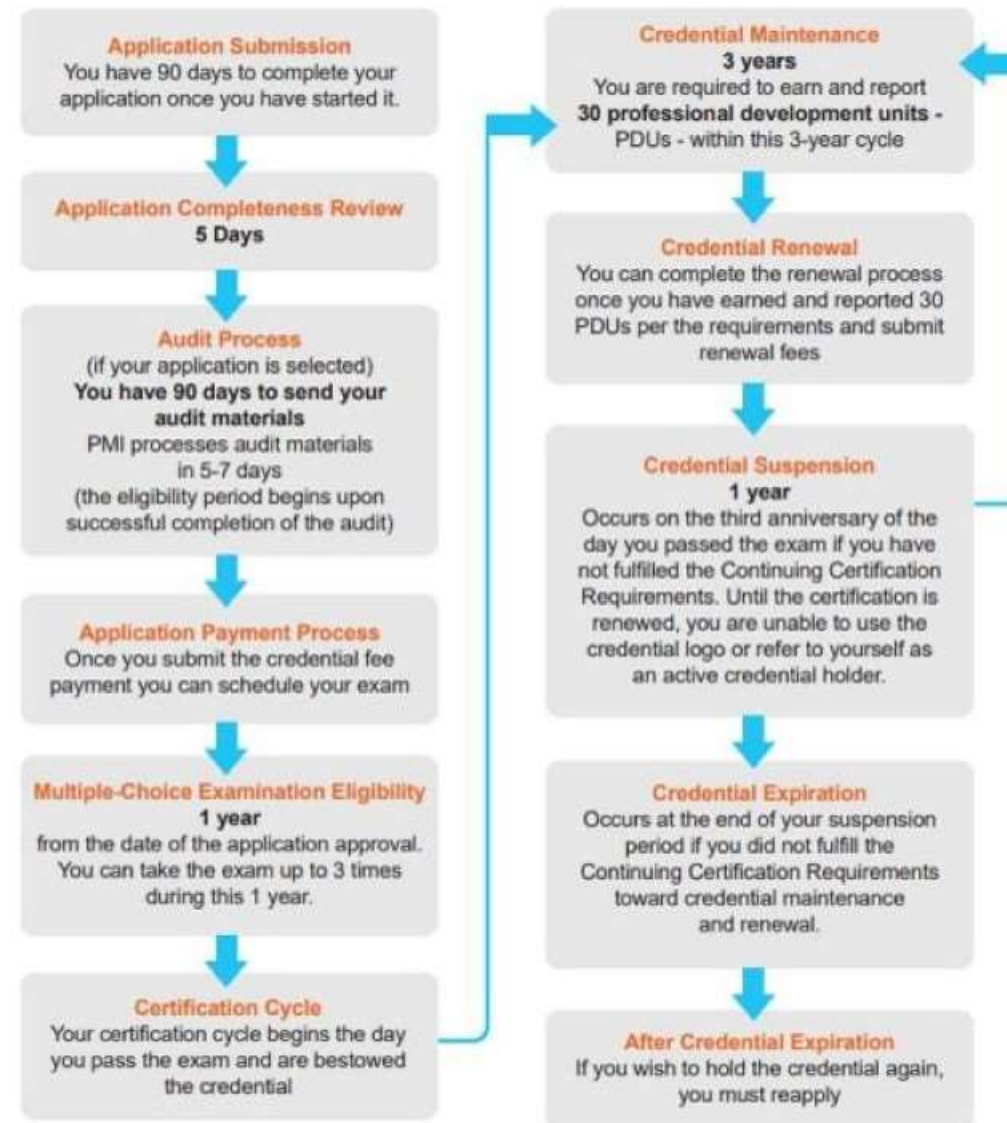 Application Submission
You have 90 days to complete your
application once you have started it.
Application Completeness Review
5 Days
Audit Process
(if your application is selected)
You have 90 days to send your
audit materials
PMI processes audit materials
in 5-7 days
(the eligibility period begins upon
successful completion of the audit)
Application Payment Process
Once you submit the credential fee
payment you can schedule your exam
Multiple-Choice Examination Eligibility
1 year
from the date of the application approval.
You can take the exam up to 3 times
during this 1 year.
Certification Cycle
Your certification cycle begins the day
you pass the exam and are bestowed
the credential
Credential Maintenance
3 years
You are required to earn and report
30 professional development units -
PDUs - within this 3-year cycle
Credential Renewal
You can complete the renewal process
once you have earned and reported 30
PDUs per the requirements and submit
renewal fees
Credential Suspension
1 year
Occurs on the third anniversary of the
day you passed the exam if you have
not fulfilled the Continuing Certification
Requirements. Until the certification is
renewed, you are unable to use the
credential logo or refer to yourself as
an active credential holder.
Credential Expiration
Occurs at the end of your suspension
period if you did not fulfill the
Continuing Certification Requirements
toward credential maintenance
and renewal.
After Credential Expiration
If you wish to hold the credential again,
you must reapply